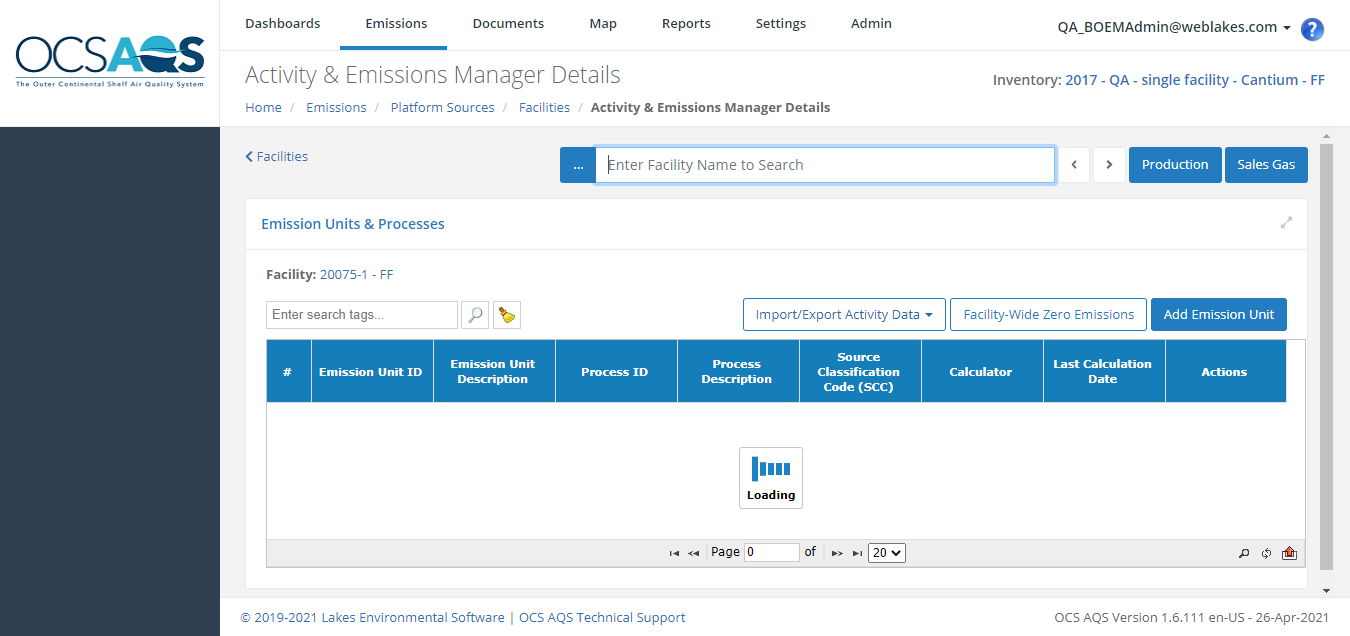 Dashboards Emissions Documents Map Reports Settings Admin QA_BOEMAdmin@weblakes.com ?
OCSAQS
The Outer Continental Shelf Air Quality System
Activity & Emissions Manager Details
Inventory: 2017 - QA - single facility - Cantium - FF
Home / Emissions / Platform Sources / Facilities / Activity & Emissions Manager Details
Facilities
... Enter Facility Name to Search Production Sales Gas
Emission Units & Processes
Facility: 20075-1 - FF
Enter search tags... Import/Export Activity Data Facility-Wide Zero Emissions Add Emission Unit
# Emission Unit ID Emission Unit Description Process ID Process Description Source Classification Code (SCC) Calculator Last Calculation Date Actions
Loading
Page 0 of 20
© 2019-2021 Lakes Environmental Software | OCS AQS Technical Support
OCS AQS Version 1.6.111 en-US - 26-Apr-2021